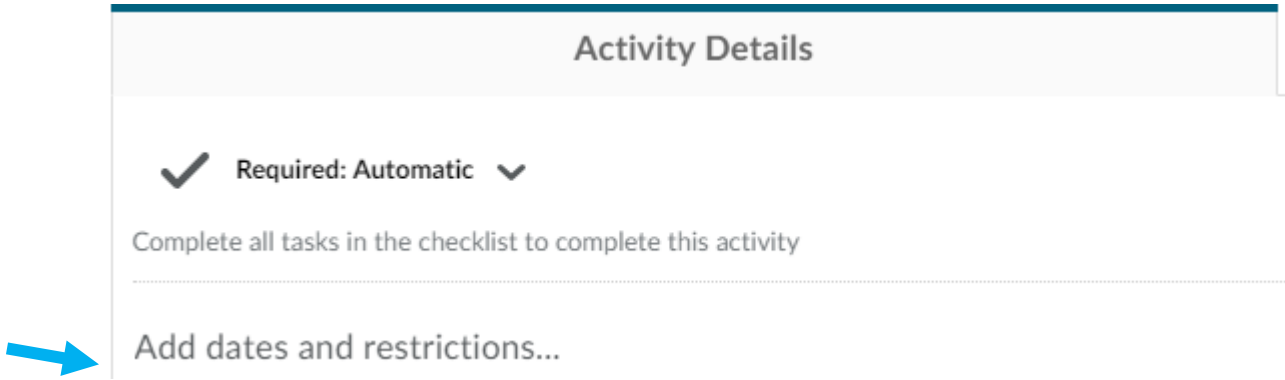 Activity Details
Required: Automatic
Complete all tasks in the checklist to complete this activity
Add dates and restrictions...